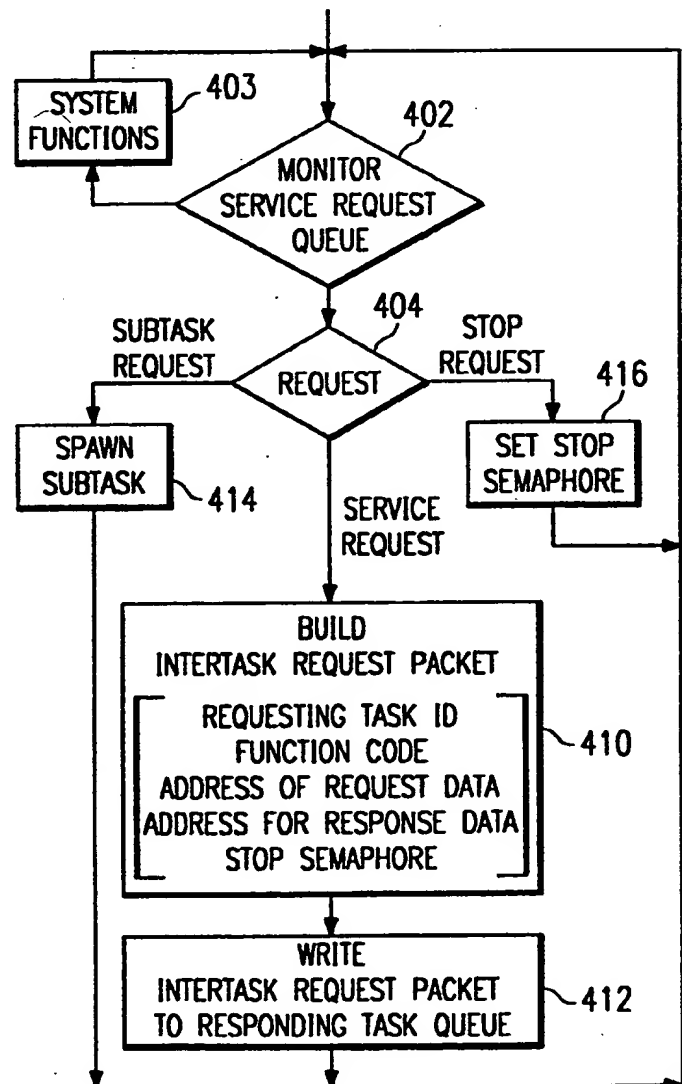 SYSTEM
FUNCTIONS
403
402
MONITOR
SERVICE REQUEST
QUEUE
SUBTASK
REQUEST
404
REQUEST
STOP
REQUEST
416
SPAWN
SUBTASK
414
SET STOP
SEMAPHORE
SERVICE
REQUEST
BUILD
INTERTASK REQUEST PACKET
REQUESTING TASK ID
FUNCTION CODE
ADDRESS OF REQUEST DATA
ADDRESS FOR RESPONSE DATA
STOP SEMAPHORE
410
WRITE
INTERTASK REQUEST PACKET
TO RESPONDING TASK QUEUE
412